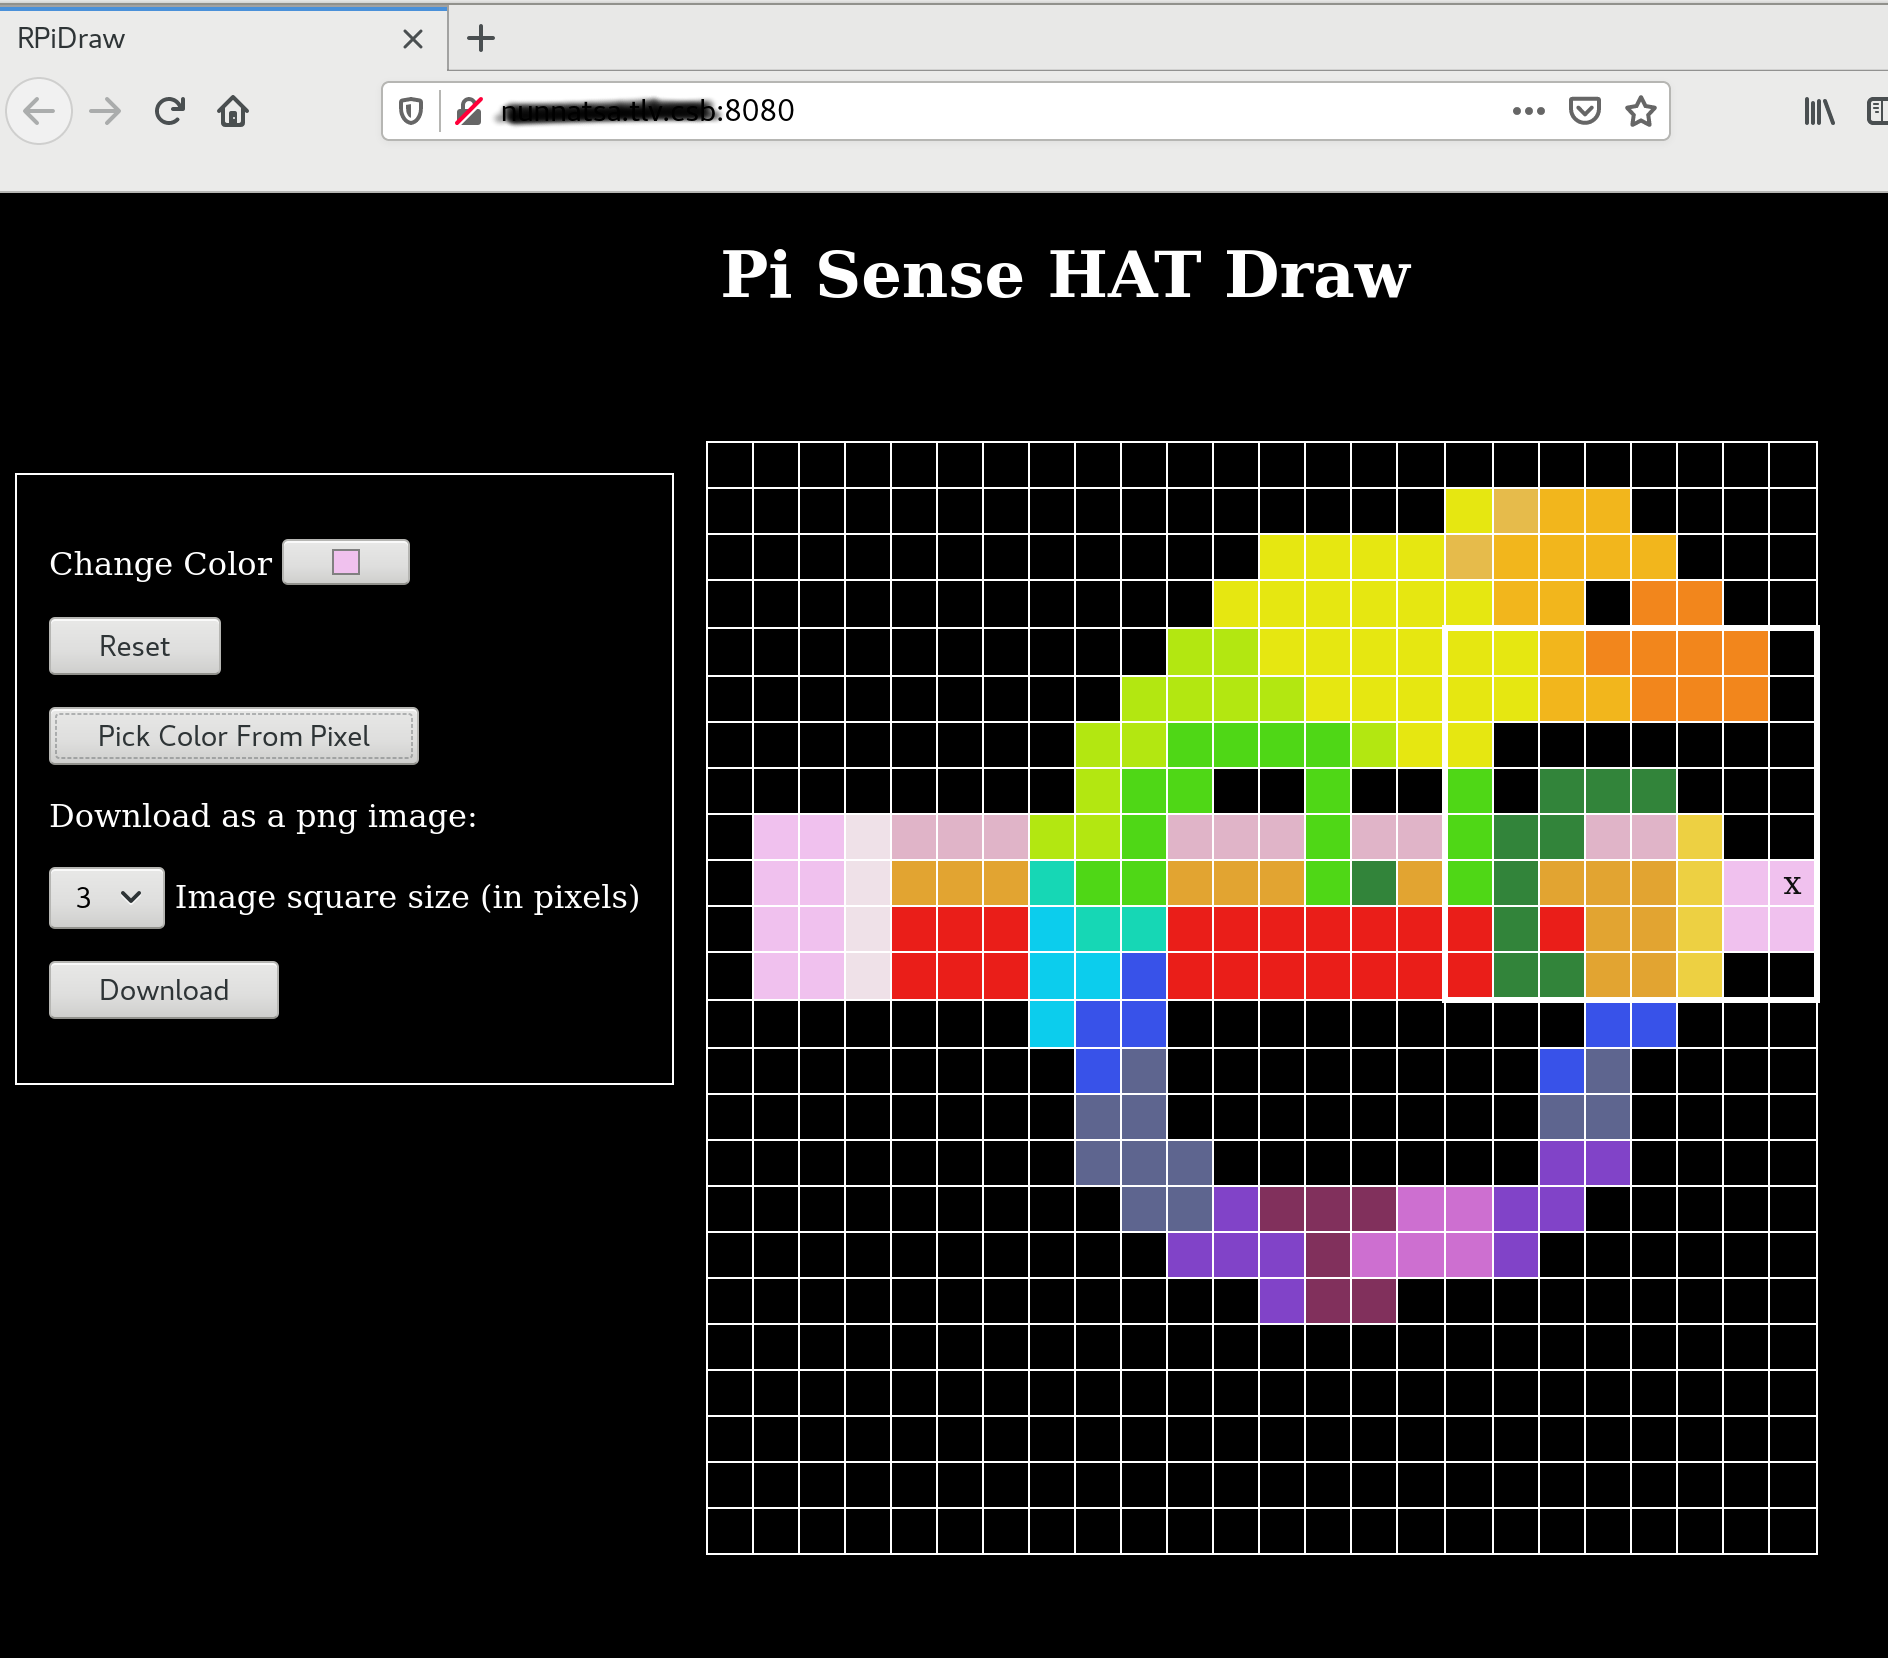 RPiDraw
:8080
Pi Sense HAT Draw
Change Color
Reset
Pick Color From Pixel
Download as a png image:
3 Image square size (in pixels)
Download
x